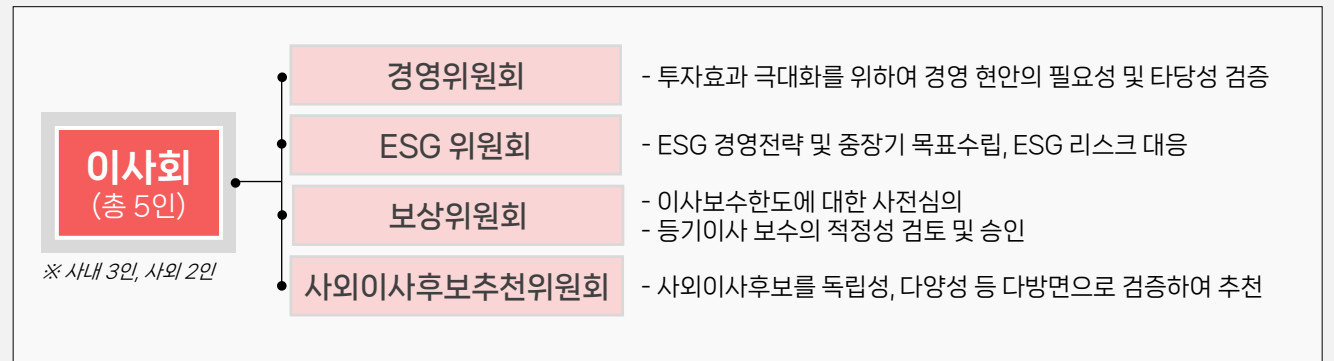 이사회
(총 5인)
※ 사내 3인, 사외 2인
경영위원회
- 투자효과 극대화를 위하여 경영 현안의 필요성 및 타당성 검증
ESG 위원회
- ESG 경영전략 및 중장기 목표수립, ESG 리스크 대응
보상위원회
- 이사보수한도에 대한 사전심의
- 등기이사 보수의 적정성 검토 및 승인
사외이사후보추천위원회
- 사외이사후보를 독립성, 다양성 등 다방면으로 검증하여 추천